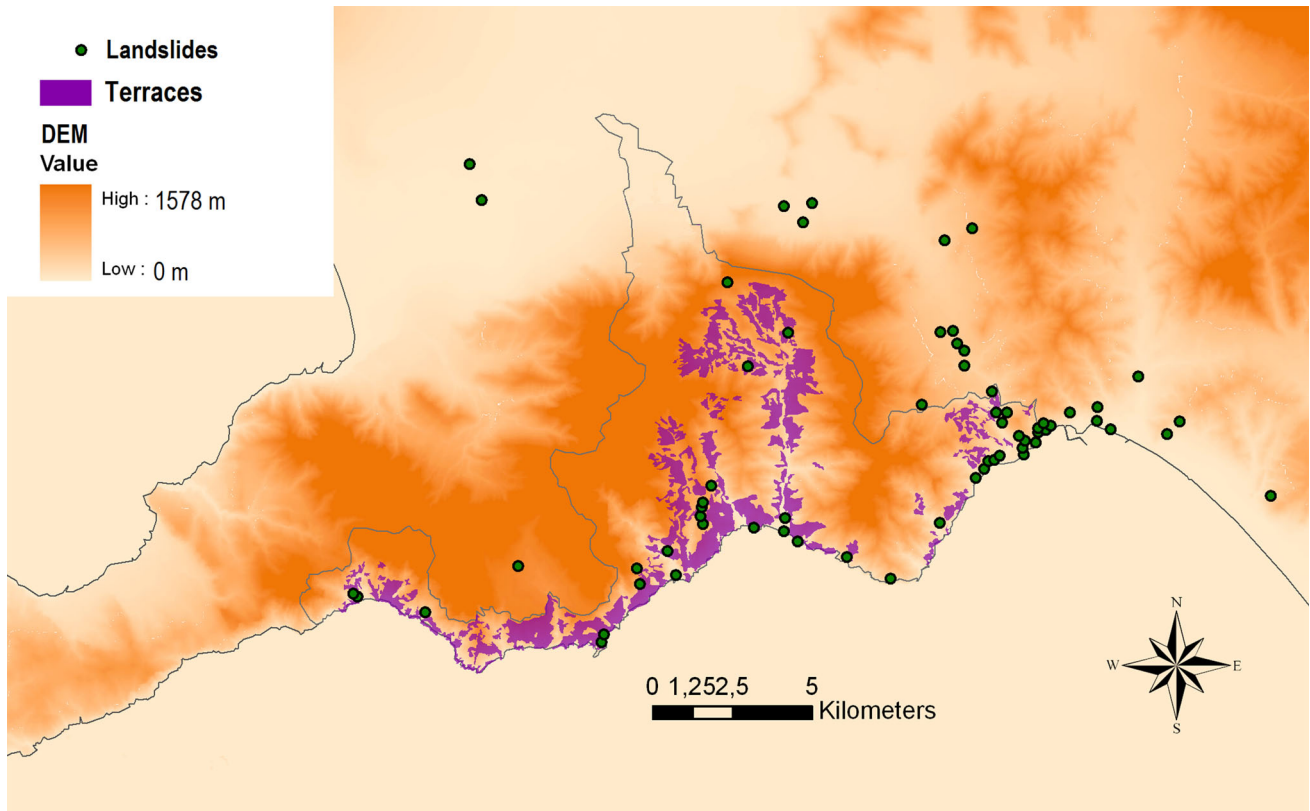 Landslides
Terraces
DEM
Value
High : 1578 m
Low : 0 m
0 1,252,5 5
Kilometers
N
W E
S